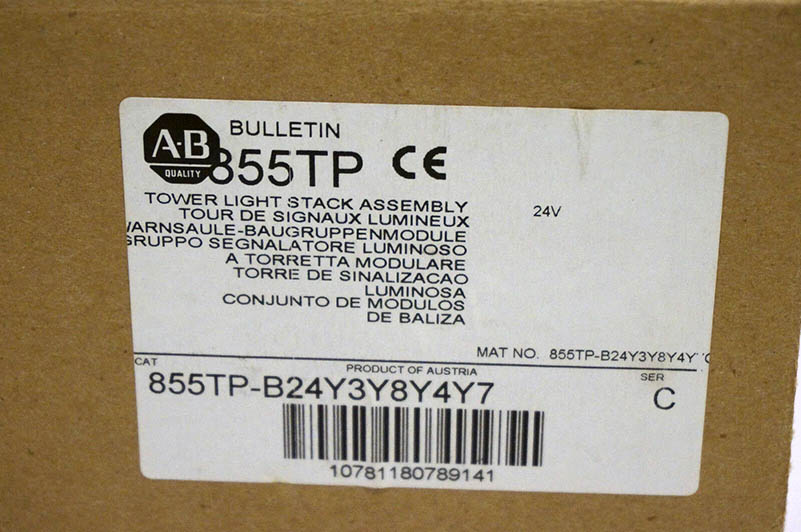 A-B
QUALITY
BULLETIN
855TP CE
TOWER LIGHT STACK ASSEMBLY
24V
TOUR DE SIGNAUX LUMINEUX
WARNSAULE-BAUGRUPPENMODULE
GRUPPO SEGNALATORE LUMINOSO
A TORRETTA MODULARE
TORRE DE SINALIZACAO
LUMINOSA
CONJUNTO DE MODULOS
DE BALIZA
MAT NO. 855TP-B24Y3Y8Y4Y
CAT
PRODUCT OF AUSTRIA
SER
855TP-B24Y3Y8Y4Y7
C
10781180789141